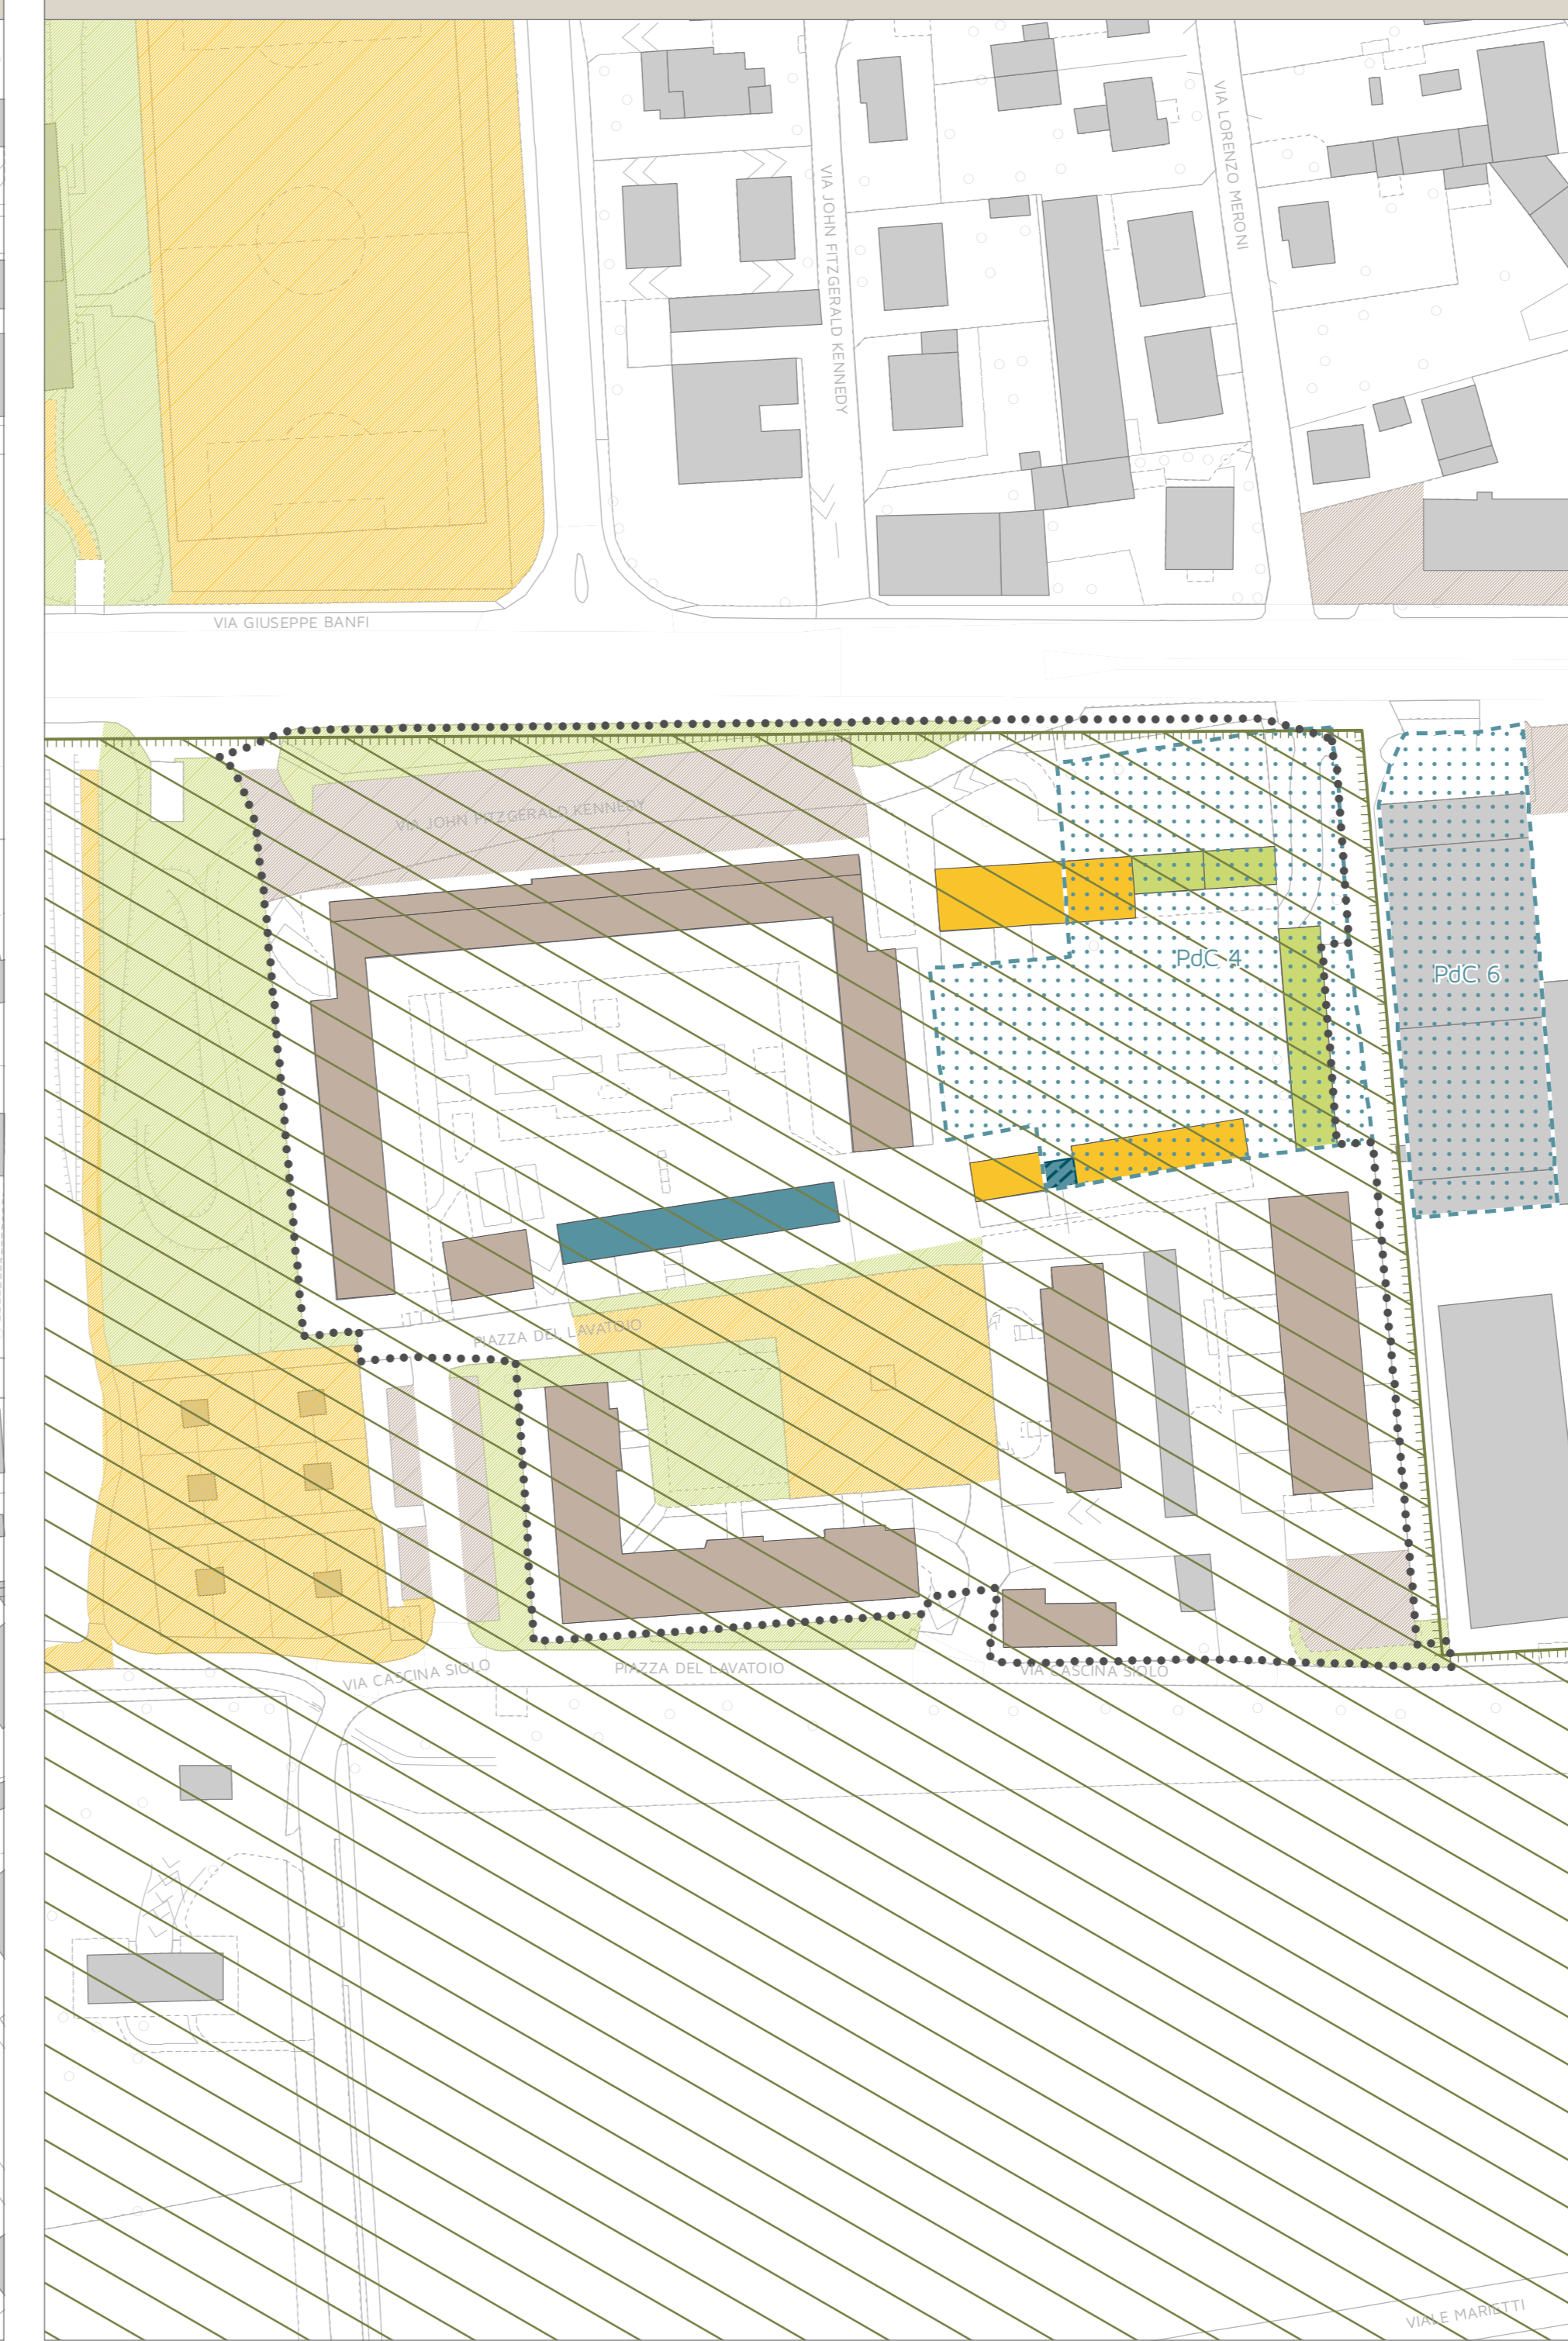 VIA LORENZO MERONI
VIA JOHN FITZGERALD KENNEDY
VIA GIUSEPPE BANFI
VIA JOHN FITZGERALD KENNEDY
PdC 4
PdC 6
PIAZZA DEL LAVATOIO
VIA CASCINA SIOLO
PIAZZA DEL LAVATOIO
VIA CASCINA SIOLO
VIALE MARIETTI